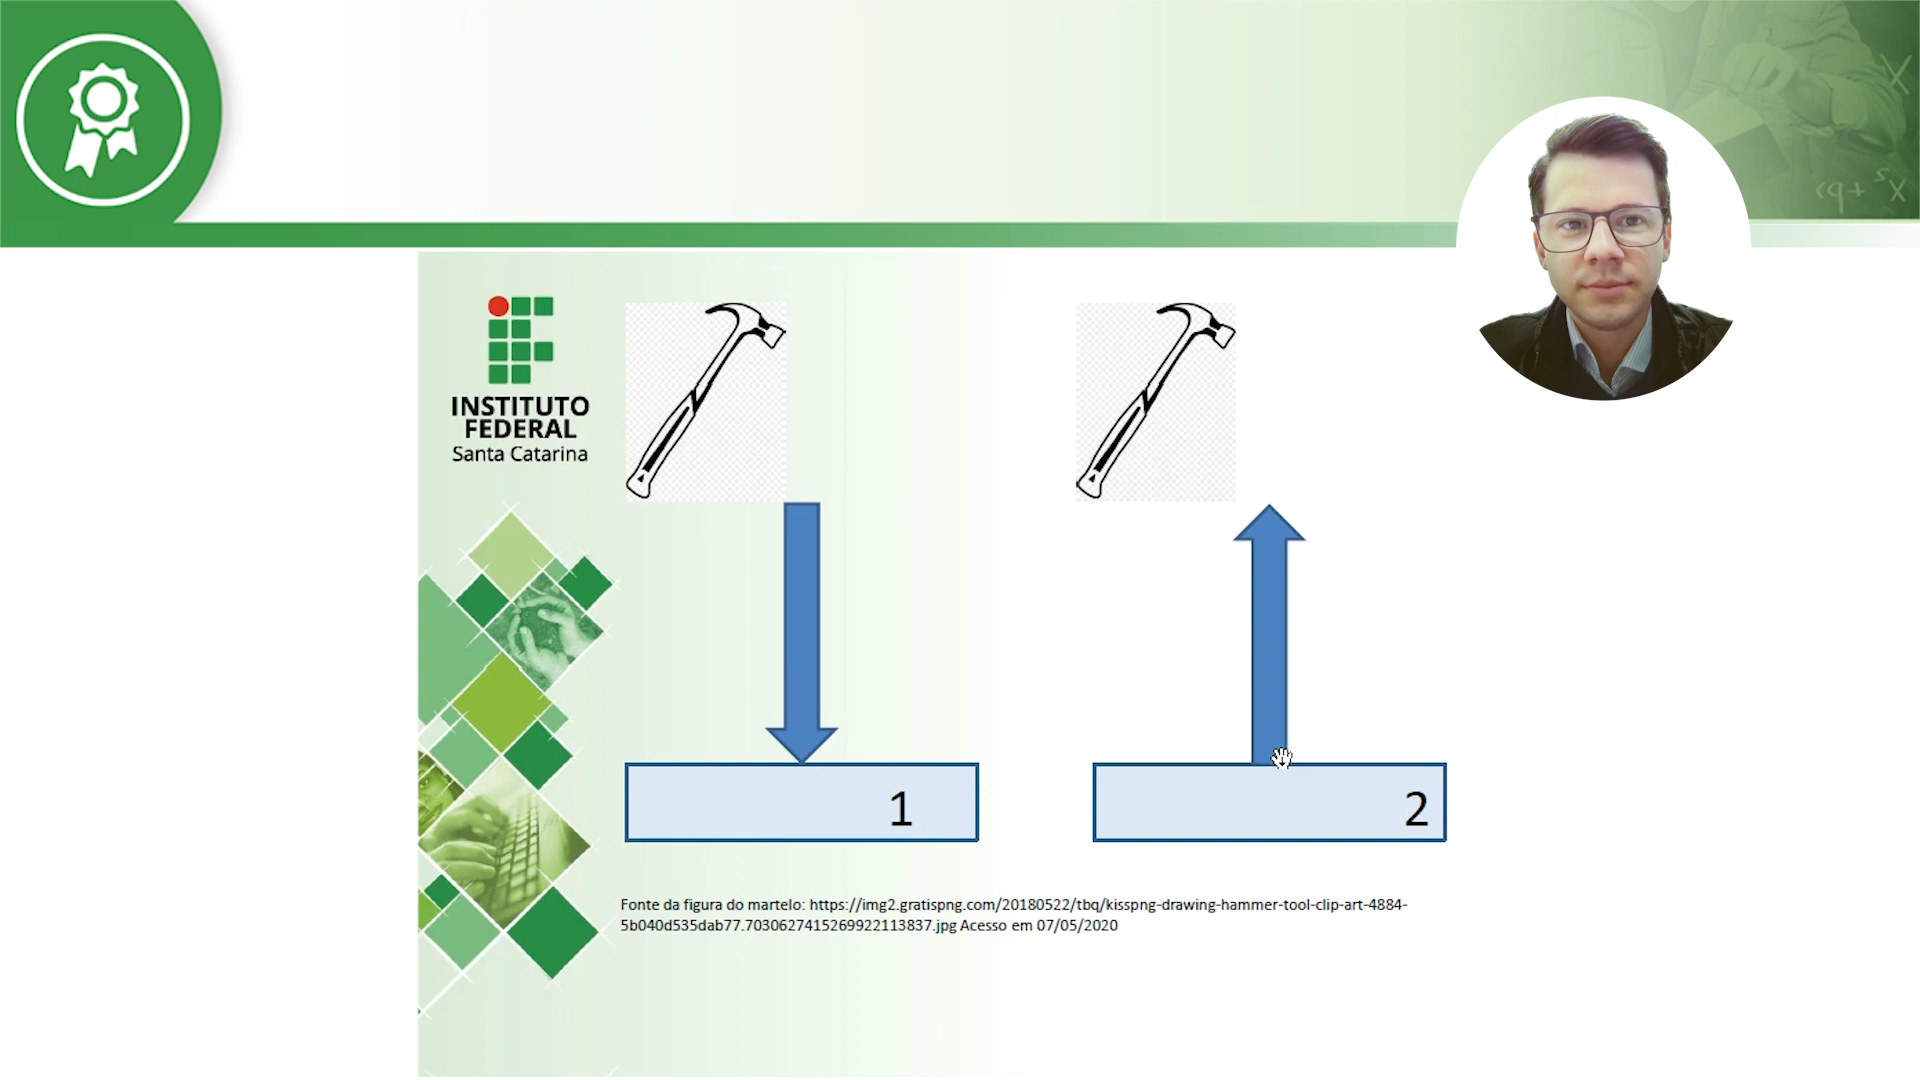 INSTITUTO
FEDERAL
Santa Catarina
1
2
Fonte da figura do martelo: https://img2.gratispng.com/20180522/tbq/kisspng-drawing-hammer-tool-clip-art-4884-
5b040d535dab77.7030627415269922113837.jpg Acesso em 07/05/2020